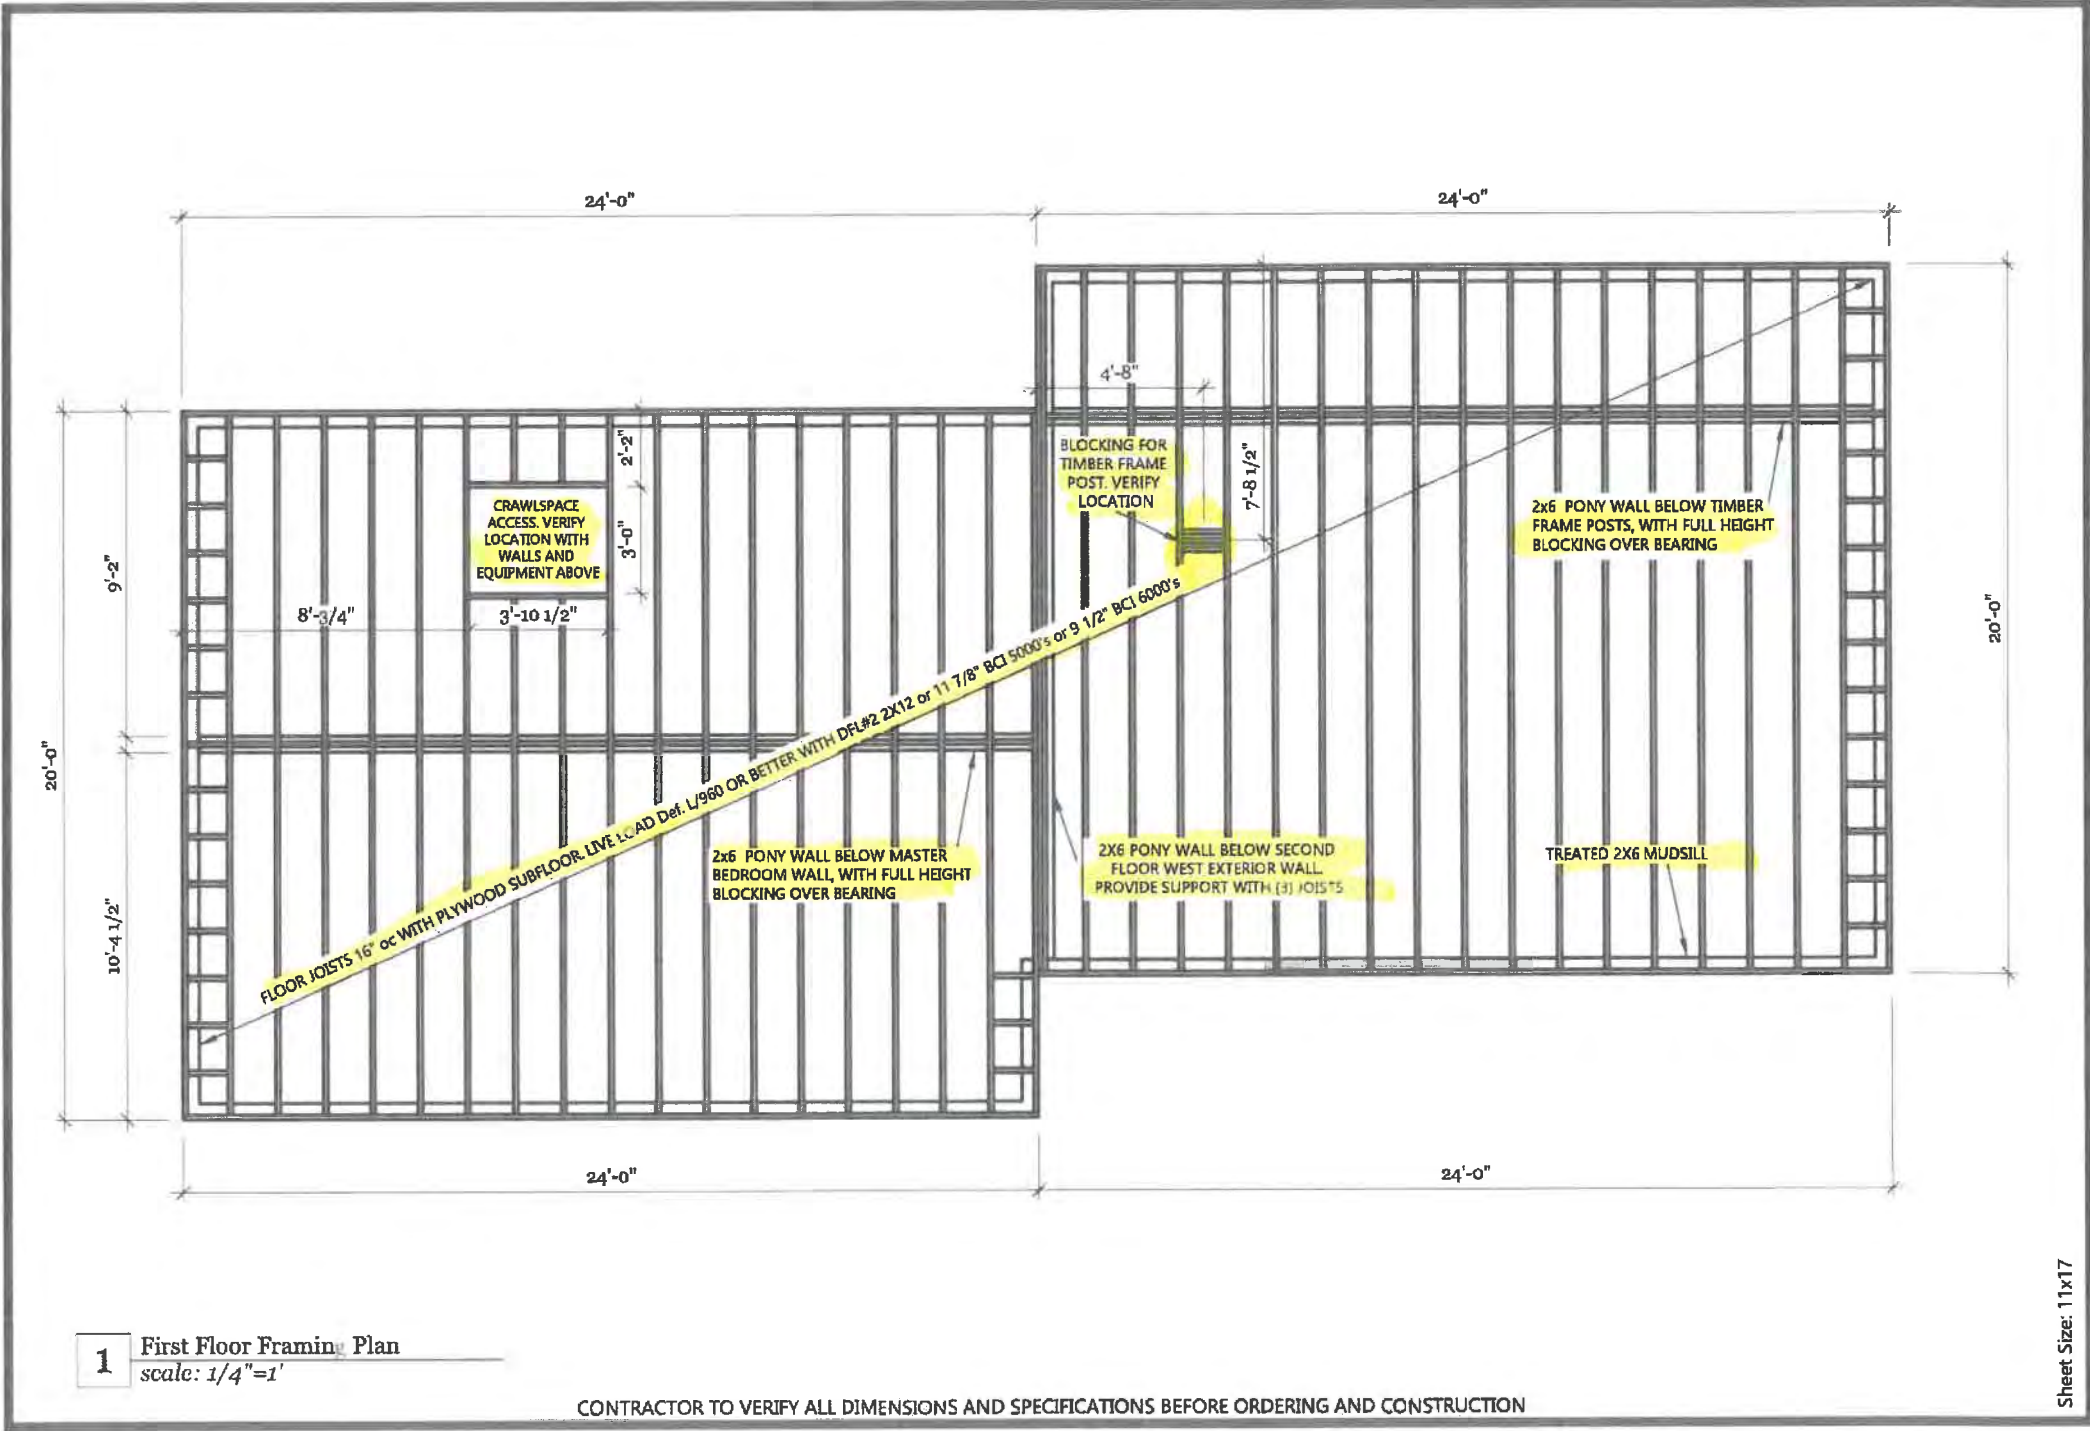 24'-0"
24'-0"
4'-8"
BLOCKING FOR
TIMBER FRAME
POST. VERIFY
LOCATION
7'-8 1/2"
2'-2"
3'-0"
CRAWLSPACE
ACCESS. VERIFY
LOCATION WITH
WALLS AND
EQUIPMENT ABOVE
2x6 PONY WALL BELOW TIMBER
FRAME POSTS, WITH FULL HEIGHT
BLOCKING OVER BEARING
9'-2"
8'-3/4"
3'-10 1/2"
20'-0"
20'-0"
10'-4 1/2"
FLOOR JOISTS 16" oc WITH PLYWOOD SUBFLOOR. LIVE LOAD Def. L/960 OR BETTER WITH DFL#2 2X12 or 11 7/8" BCI 5000's or 9 1/2" BCI 6000's
2x6 PONY WALL BELOW MASTER
BEDROOM WALL, WITH FULL HEIGHT
BLOCKING OVER BEARING
2X6 PONY WALL BELOW SECOND
FLOOR WEST EXTERIOR WALL.
PROVIDE SUPPORT WITH (3) JOISTS
TREATED 2X6 MUDSILL
24'-0"
24'-0"
1
First Floor Framing Plan
scale: 1/4"=1'
CONTRACTOR TO VERIFY ALL DIMENSIONS AND SPECIFICATIONS BEFORE ORDERING AND CONSTRUCTION
Sheet Size: 11x17